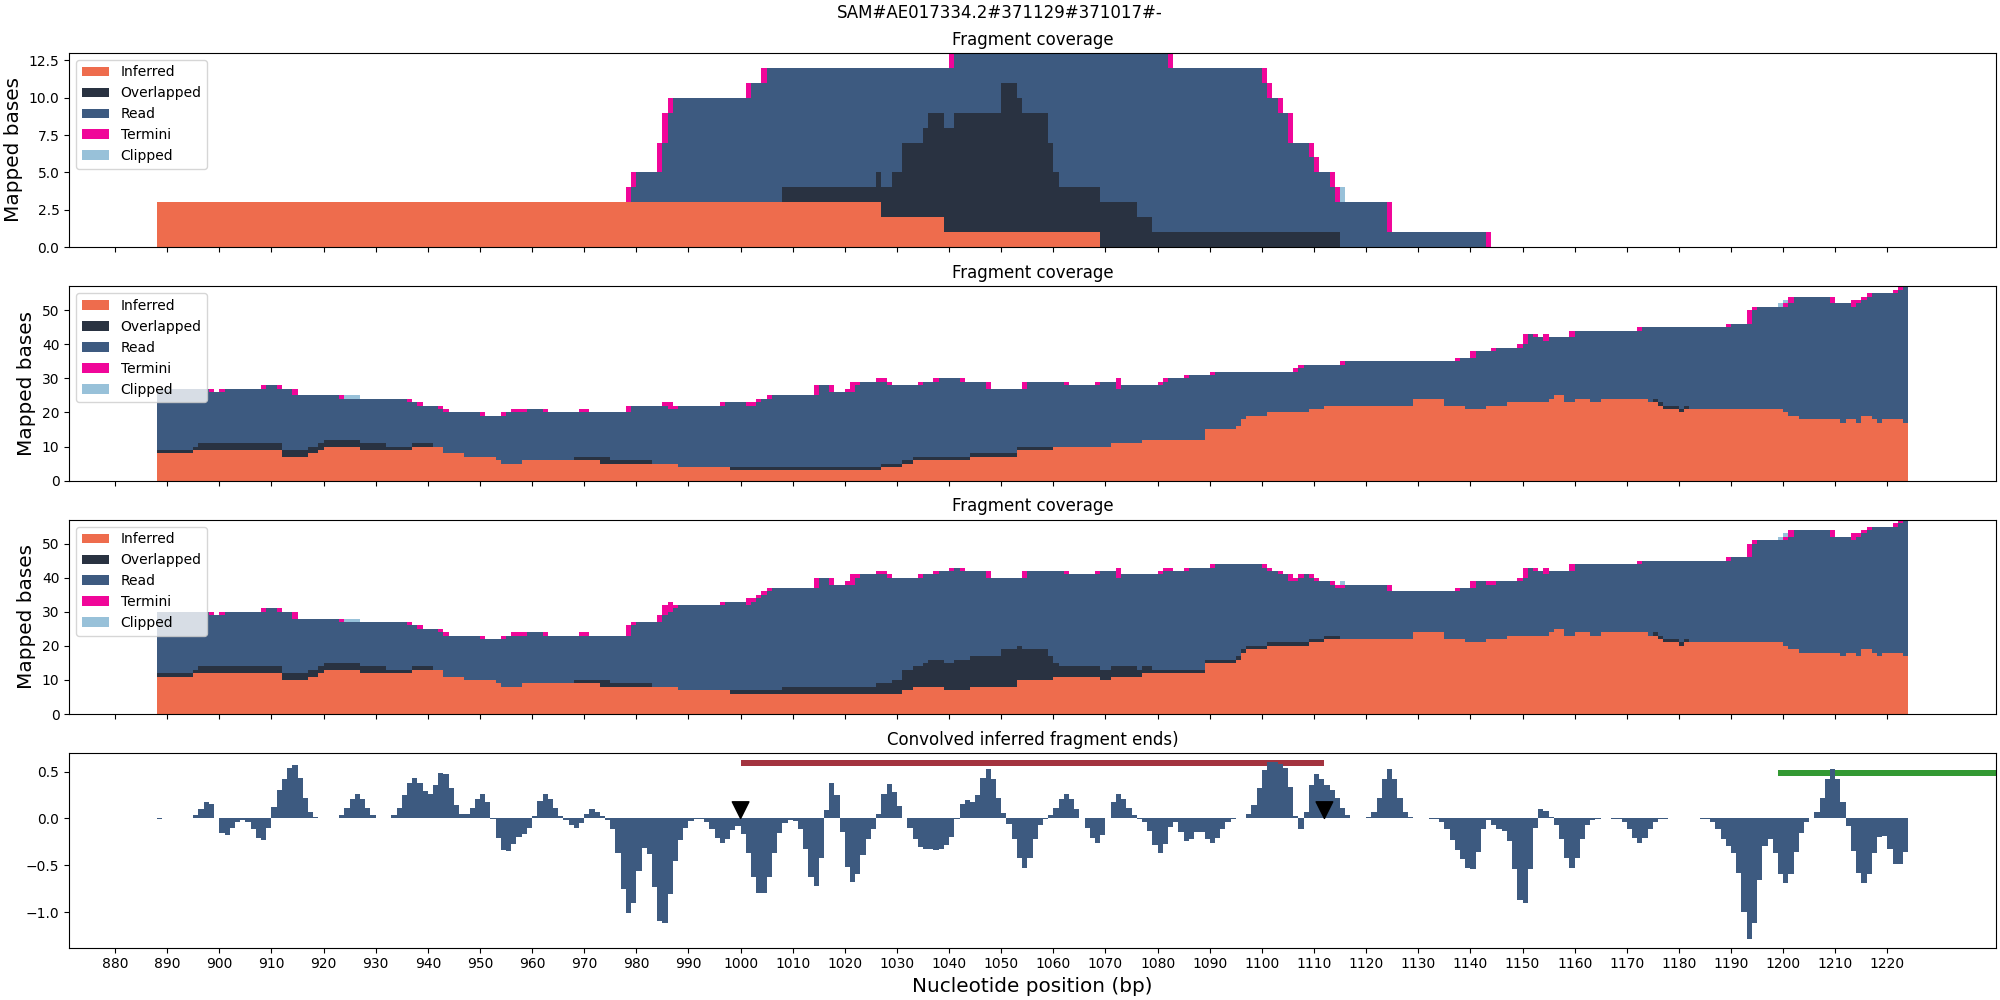 SAM#AE017334.2#371129#371017#-
Fragment coverage
Mapped bases
12.5
10.0
7.5
5.0
2.5
0.0
Inferred
Overlapped
Read
Termini
Clipped
Fragment coverage
Mapped bases
50
40
30
20
10
0
Inferred
Overlapped
Read
Termini
Clipped
Fragment coverage
Mapped bases
50
40
30
20
10
0
Inferred
Overlapped
Read
Termini
Clipped
Convolved inferred fragment ends)
0.5
0.0
−0.5
−1.0
880 890 900 910 920 930 940 950 960 970 980 990 1000 1010 1020 1030 1040 1050 1060 1070 1080 1090 1100 1110 1120 1130 1140 1150 1160 1170 1180 1190 1200 1210 1220
Nucleotide position (bp)